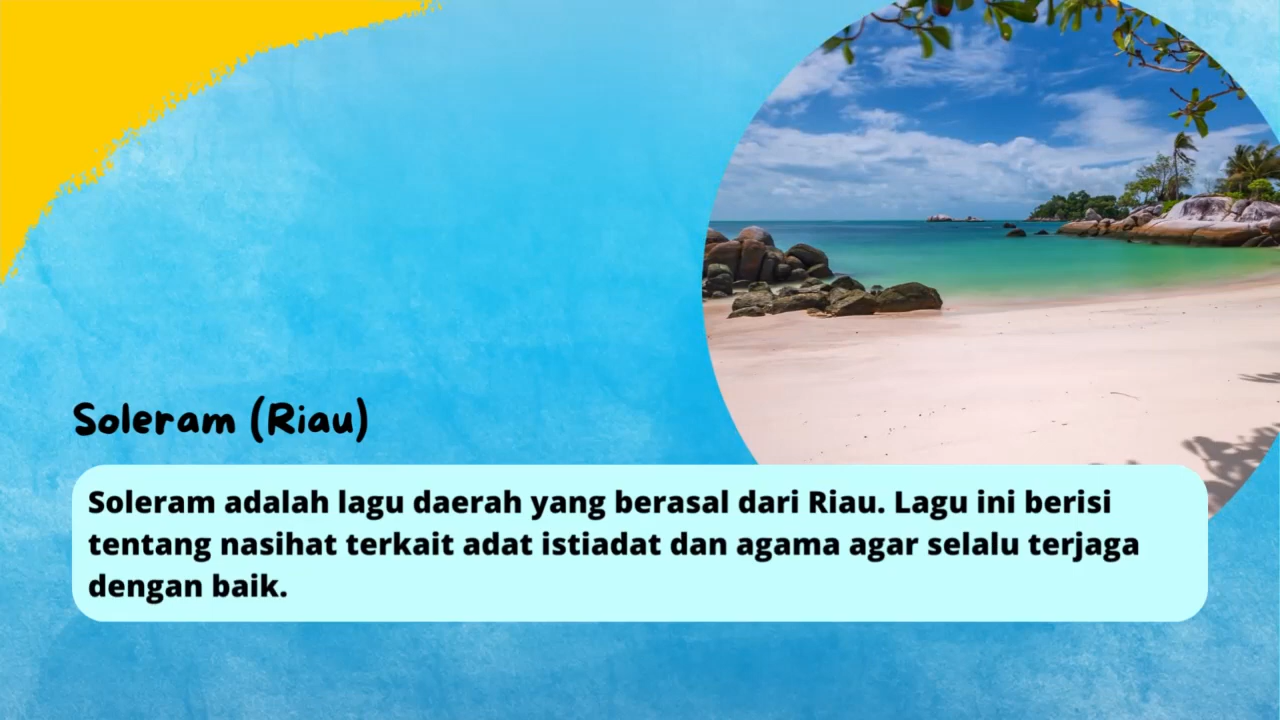 Soleram (Riau)
Soleram adalah lagu daerah yang berasal dari Riau. Lagu ini berisi
tentang nasihat terkait adat istiadat dan agama agar selalu terjaga
dengan baik.